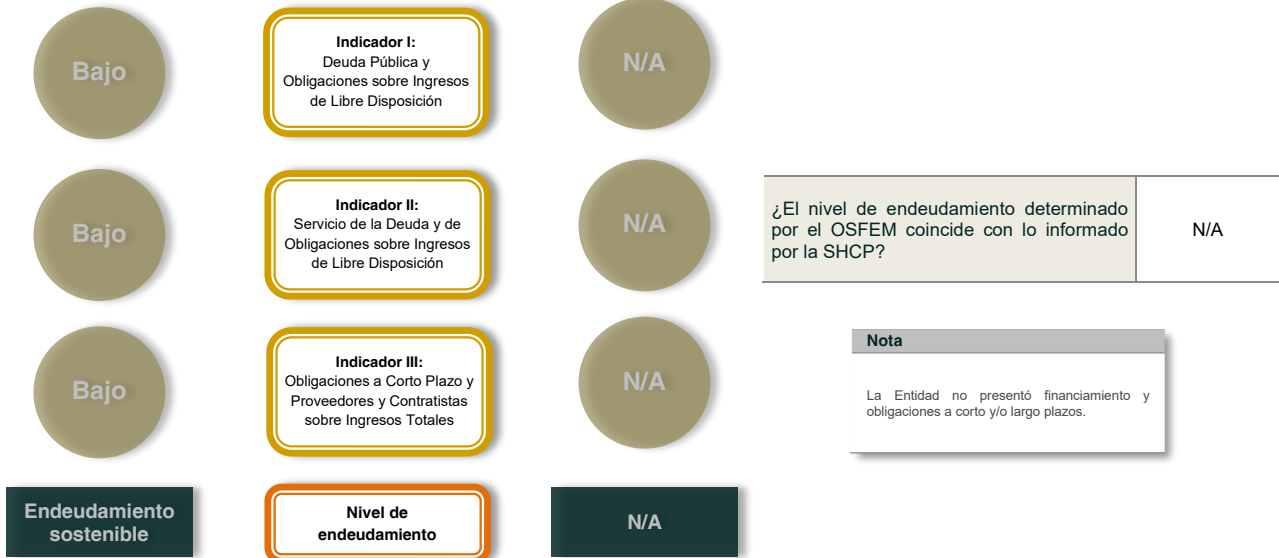 Bajo
Indicador I:
Deuda Pública y
Obligaciones sobre Ingresos
de Libre Disposición
N/A
Bajo
Indicador II:
Servicio de la Deuda y de
Obligaciones sobre Ingresos
de Libre Disposición
N/A
¿El nivel de endeudamiento determinado
por el OSFEM coincide con lo informado
por la SHCP?
N/A
Bajo
Indicador III:
Obligaciones a Corto Plazo y
Proveedores y Contratistas
sobre Ingresos Totales
N/A
Nota
La Entidad no presentó financiamiento y
obligaciones a corto y/o largo plazos.
Endeudamiento
sostenible
Nivel de
endeudamiento
N/A